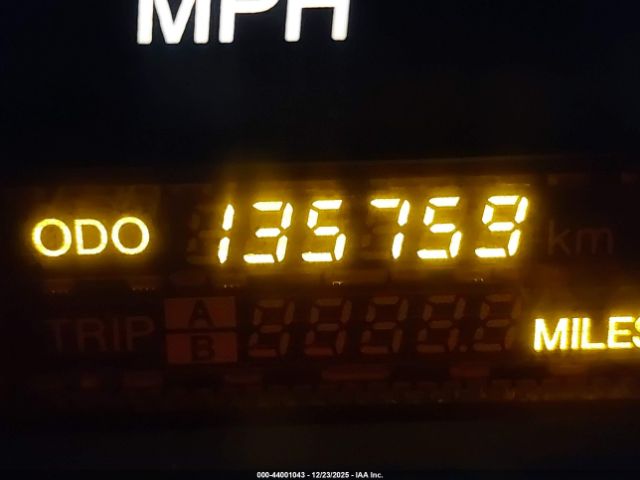 MPH
ODO 135759 km
TRIP A B MILES
000-44001043 - 12/23/2025 - IAA Inc.